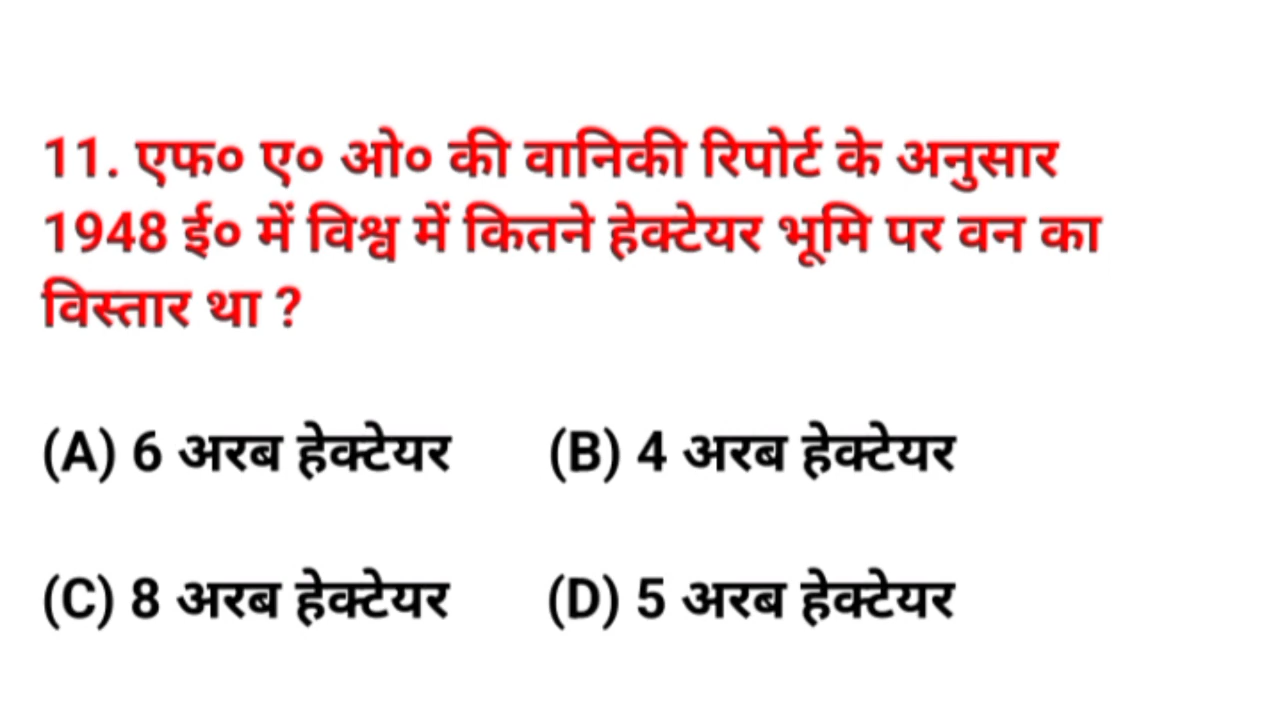 11. एफ० ए० ओ० की वानिकी रिपोर्ट के अनुसार
1948 ई० में विश्व में कितने हेक्टेयर भूमि पर वन का
विस्तार था ?
(A) 6 अरब हेक्टेयर (B) 4 अरब हेक्टेयर
(C) 8 अरब हेक्टेयर (D) 5 अरब हेक्टेयर